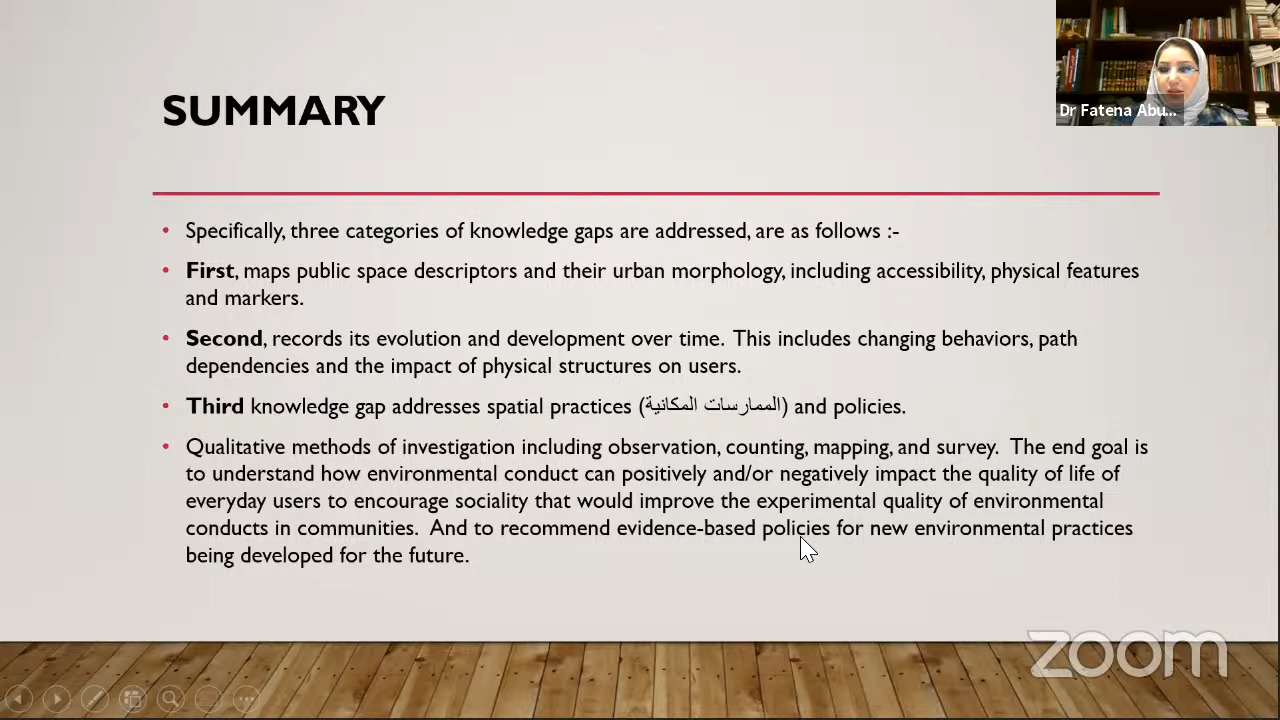 Dr Fatena Abu...
SUMMARY
• Specifically, three categories of knowledge gaps are addressed, are as follows :-
• First, maps public space descriptors and their urban morphology, including accessibility, physical features
and markers.
• Second, records its evolution and development over time. This includes changing behaviors, path
dependencies and the impact of physical structures on users.
• Third knowledge gap addresses spatial practices (الممارسات المكانية) and policies.
• Qualitative methods of investigation including observation, counting, mapping, and survey. The end goal is
to understand how environmental conduct can positively and/or negatively impact the quality of life of
everyday users to encourage sociality that would improve the experimental quality of environmental
conducts in communities. And to recommend evidence-based policies for new environmental practices
being developed for the future.
zoom